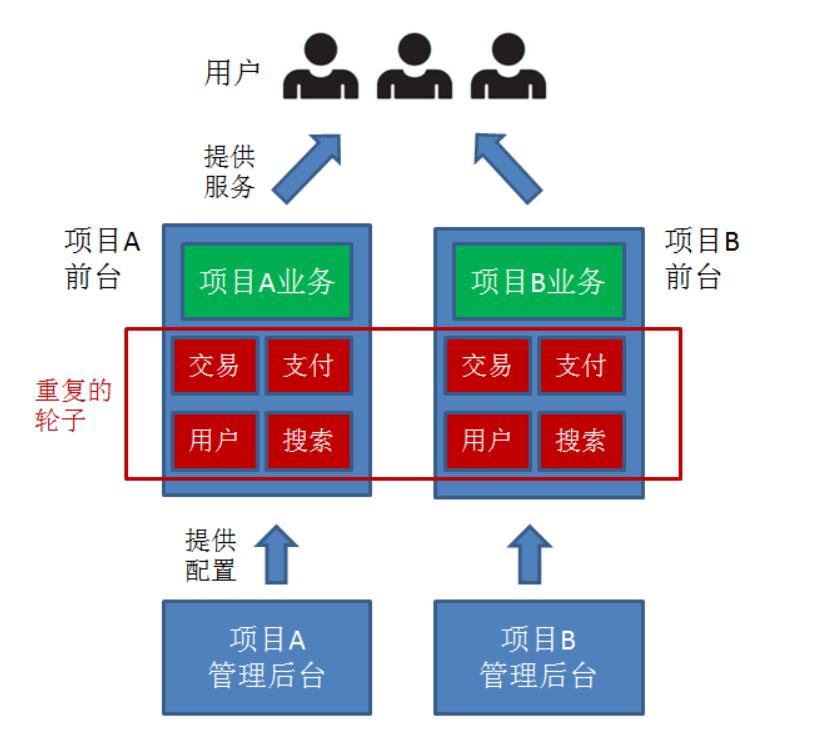 用户
提供
服务
项目A
前台
项目A业务
项目B业务
项目B
前台
重复的
轮子
交易 支付
用户 搜索
交易 支付
用户 搜索
提供
配置
项目A
管理后台
项目B
管理后台